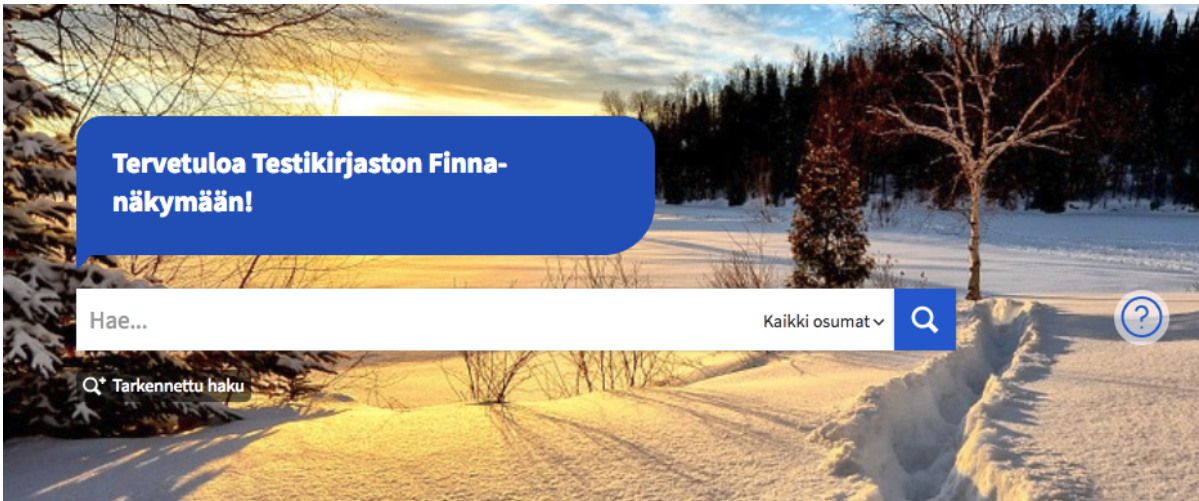 Tervetuloa Testikirjaston Finna-
näkymään!
Hae...
Kaikki osumat
Tarkennettu haku
?